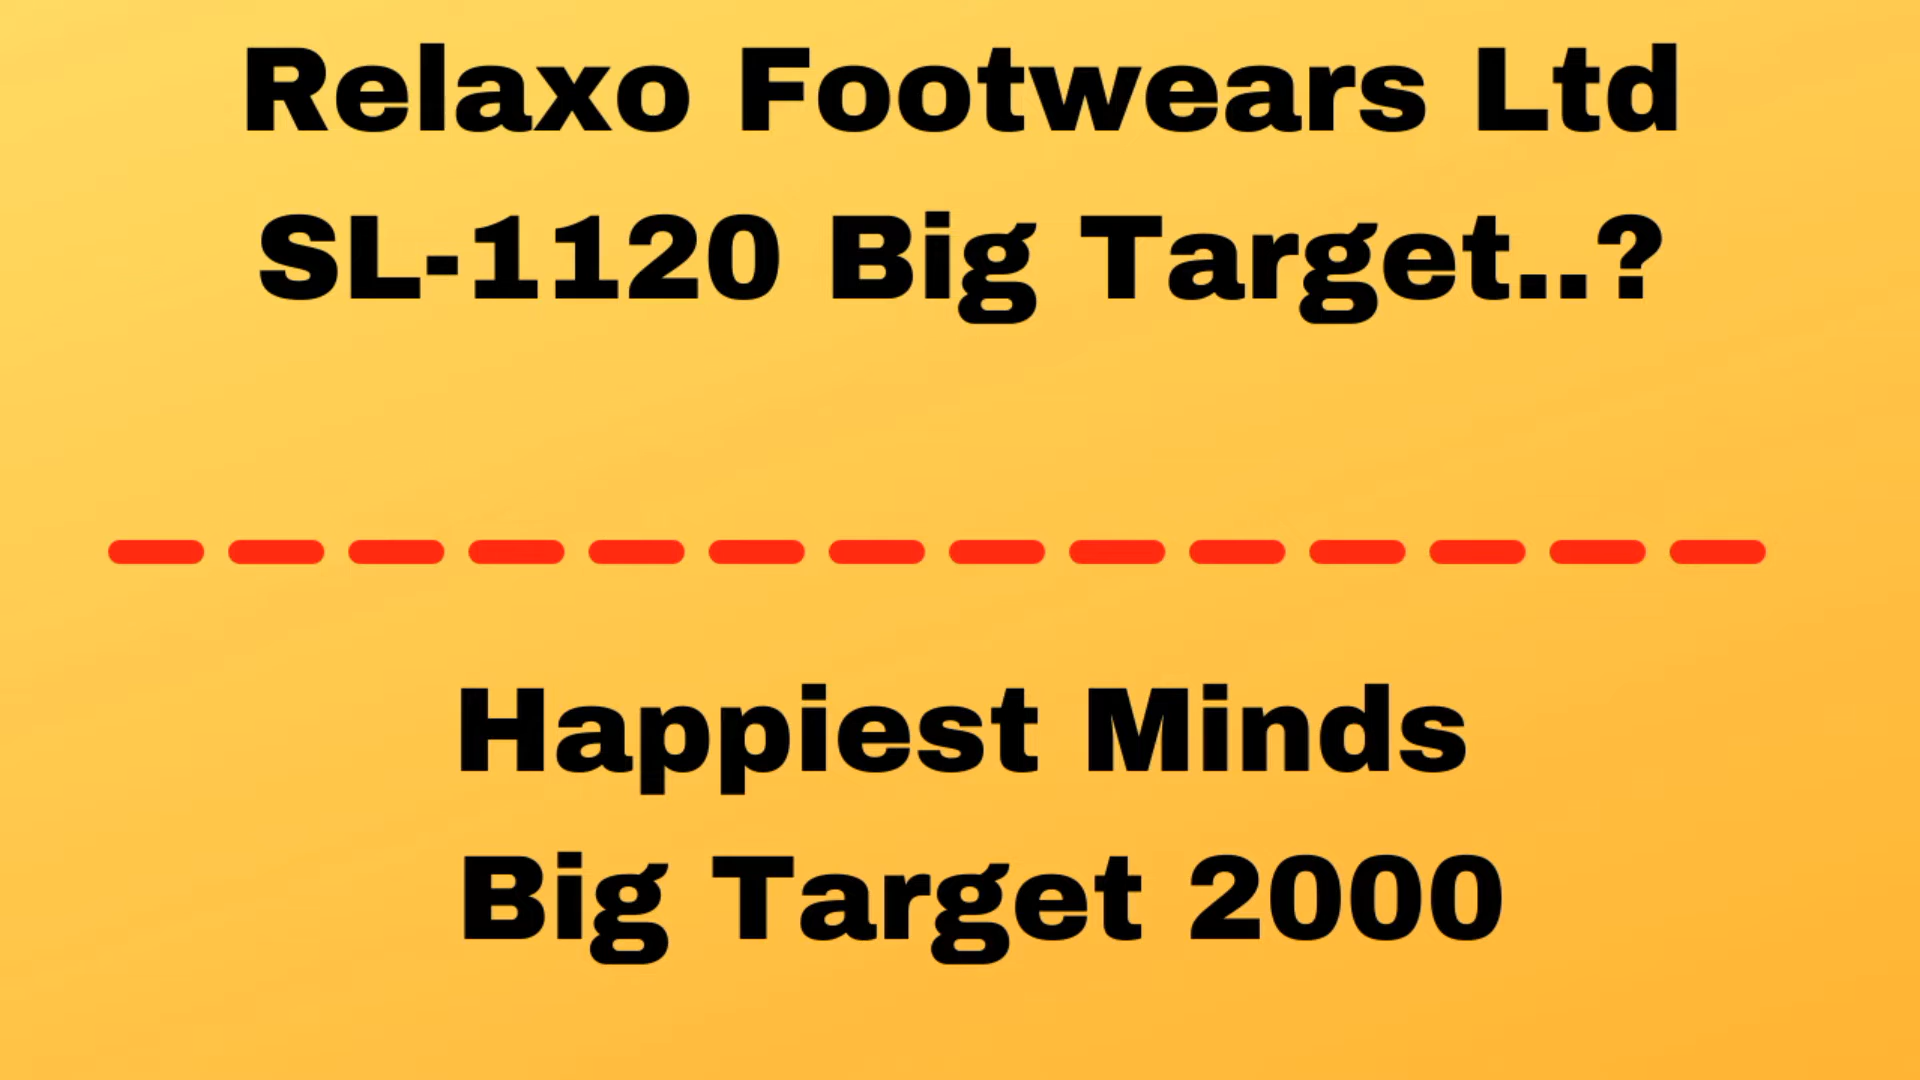 Relaxo Footwears Ltd
SL-1120 Big Target..?
Happiest Minds
Big Target 2000